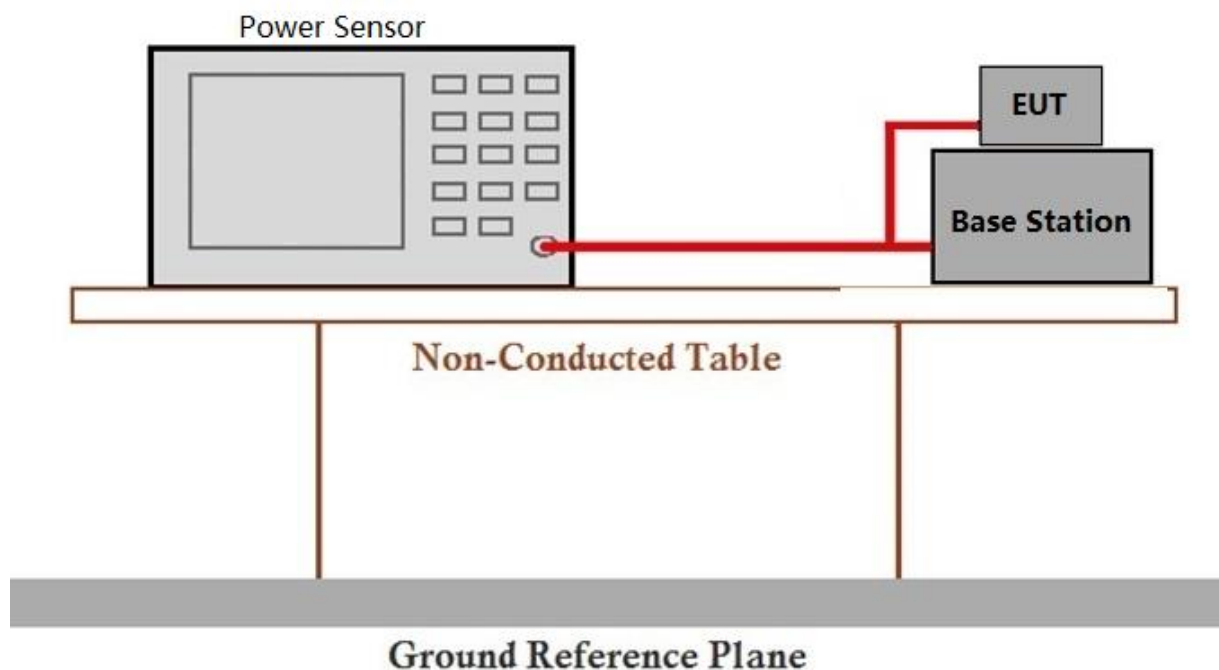 Power Sensor
EUT
Base Station
Non-Conducted Table
Ground Reference Plane